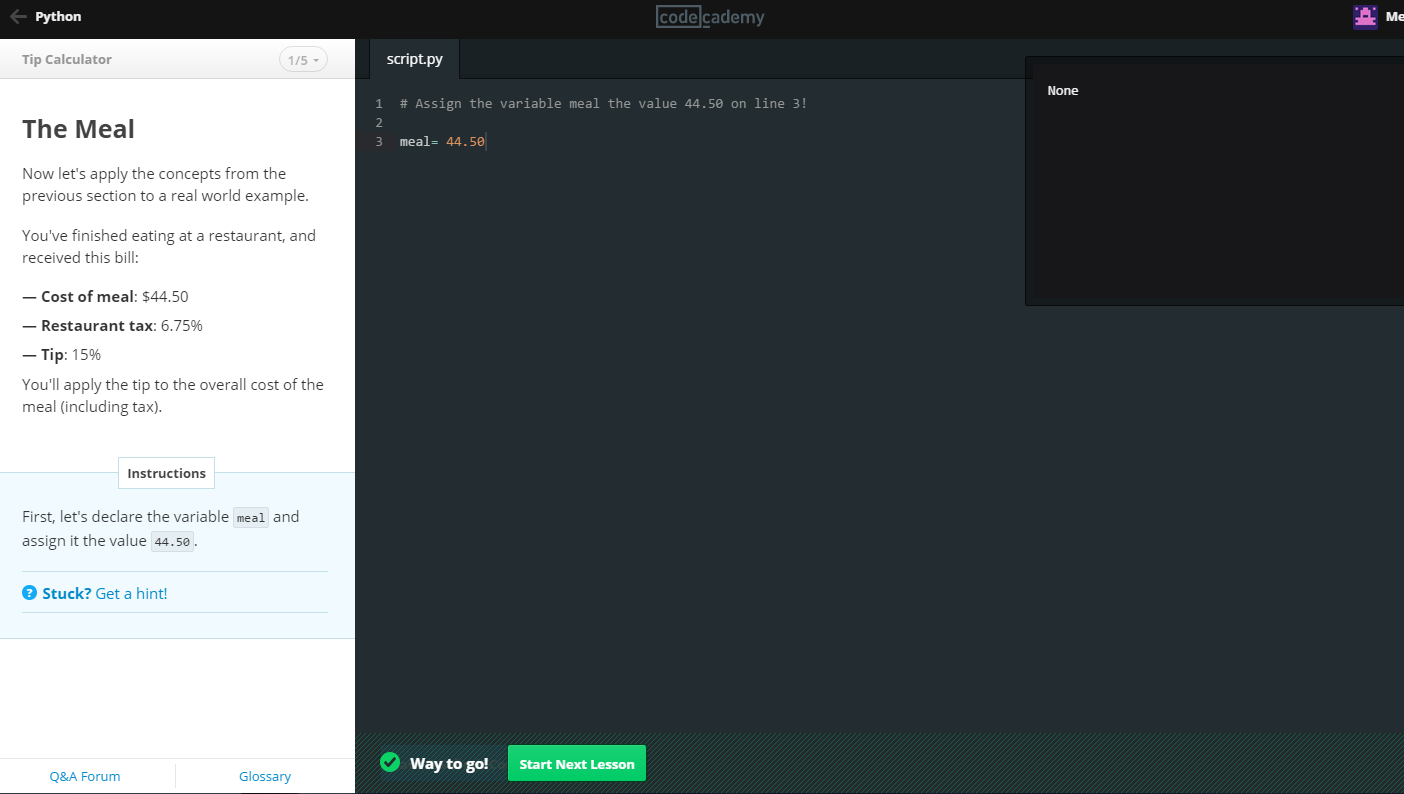 Python
codecademy
Me
Tip Calculator
1/5
script.py
The Meal
Now let's apply the concepts from the
previous section to a real world example.
You've finished eating at a restaurant, and
received this bill:
— Cost of meal: $44.50
— Restaurant tax: 6.75%
— Tip: 15%
You'll apply the tip to the overall cost of the
meal (including tax).
Instructions
First, let's declare the variable meal and
assign it the value 44.50.
? Stuck? Get a hint!
Q&A Forum
Glossary
1 # Assign the variable meal the value 44.50 on line 3!
2
3 meal= 44.50
None
Way to go!
Start Next Lesson